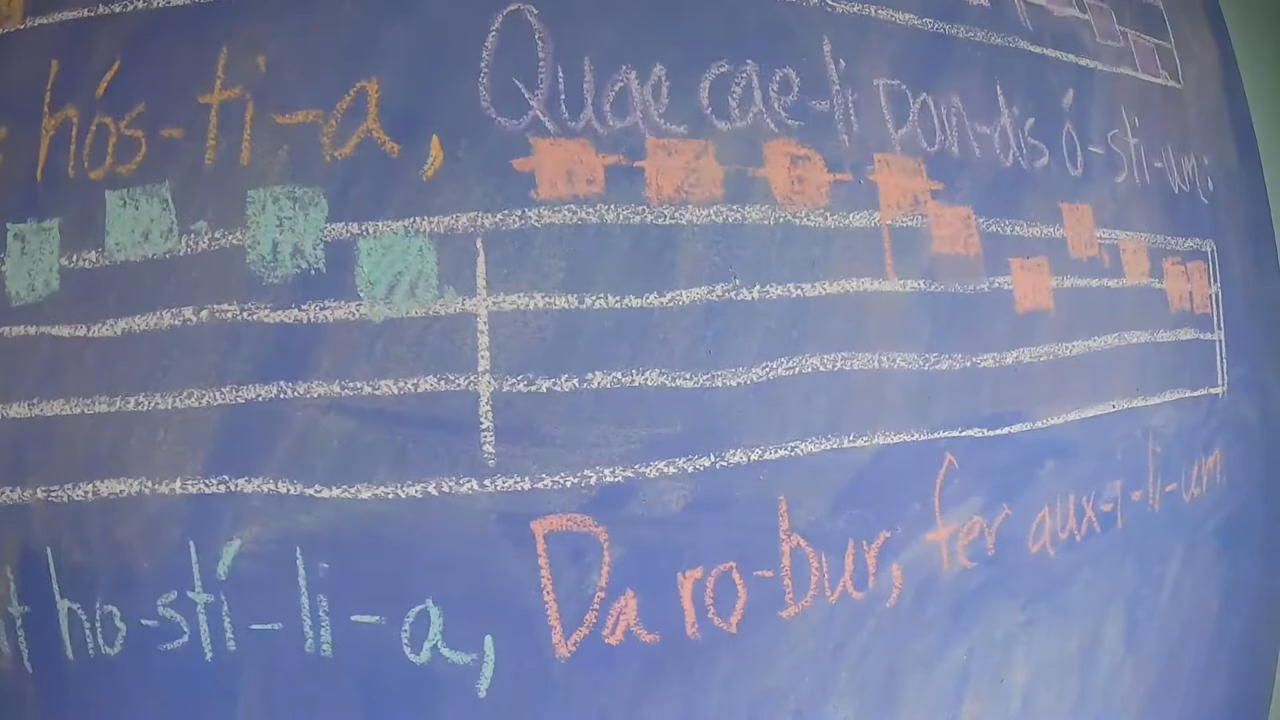 hós-ti-a, Quae cae-li pan-dis ó-sti-um:
ho-stí-li-a, Da ro-bur, fer aux-i-li-um